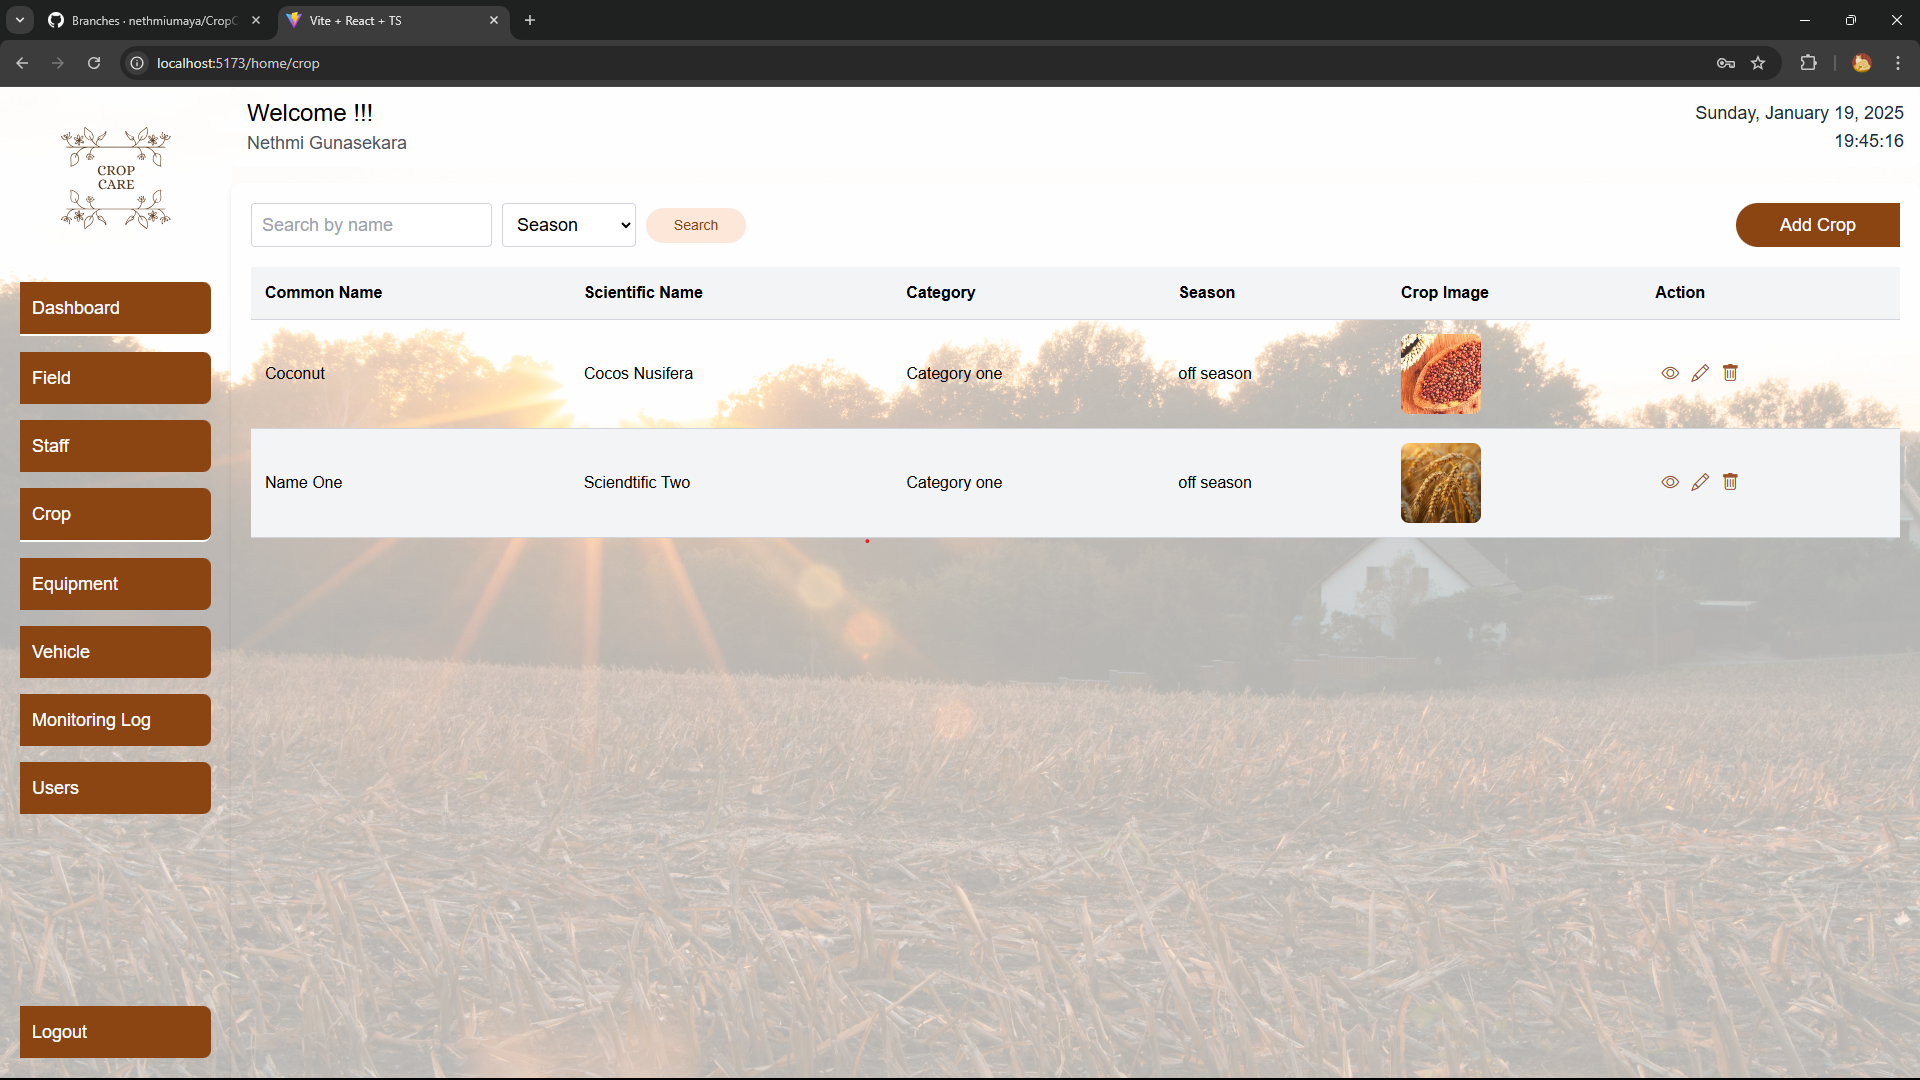 Branches · nethmiumaya/Crop
Vite + React + TS
localhost:5173/home/crop
CROP
CARE
Welcome !!!
Nethmi Gunasekara
Sunday, January 19, 2025
19:45:16
Search by name
Season
Search
Add Crop
Dashboard
Field
Staff
Crop
Equipment
Vehicle
Monitoring Log
Users
Logout
Common Name Scientific Name Category Season Crop Image Action
Coconut Cocos Nusifera Category one off season
Name One Sciendtific Two Category one off season